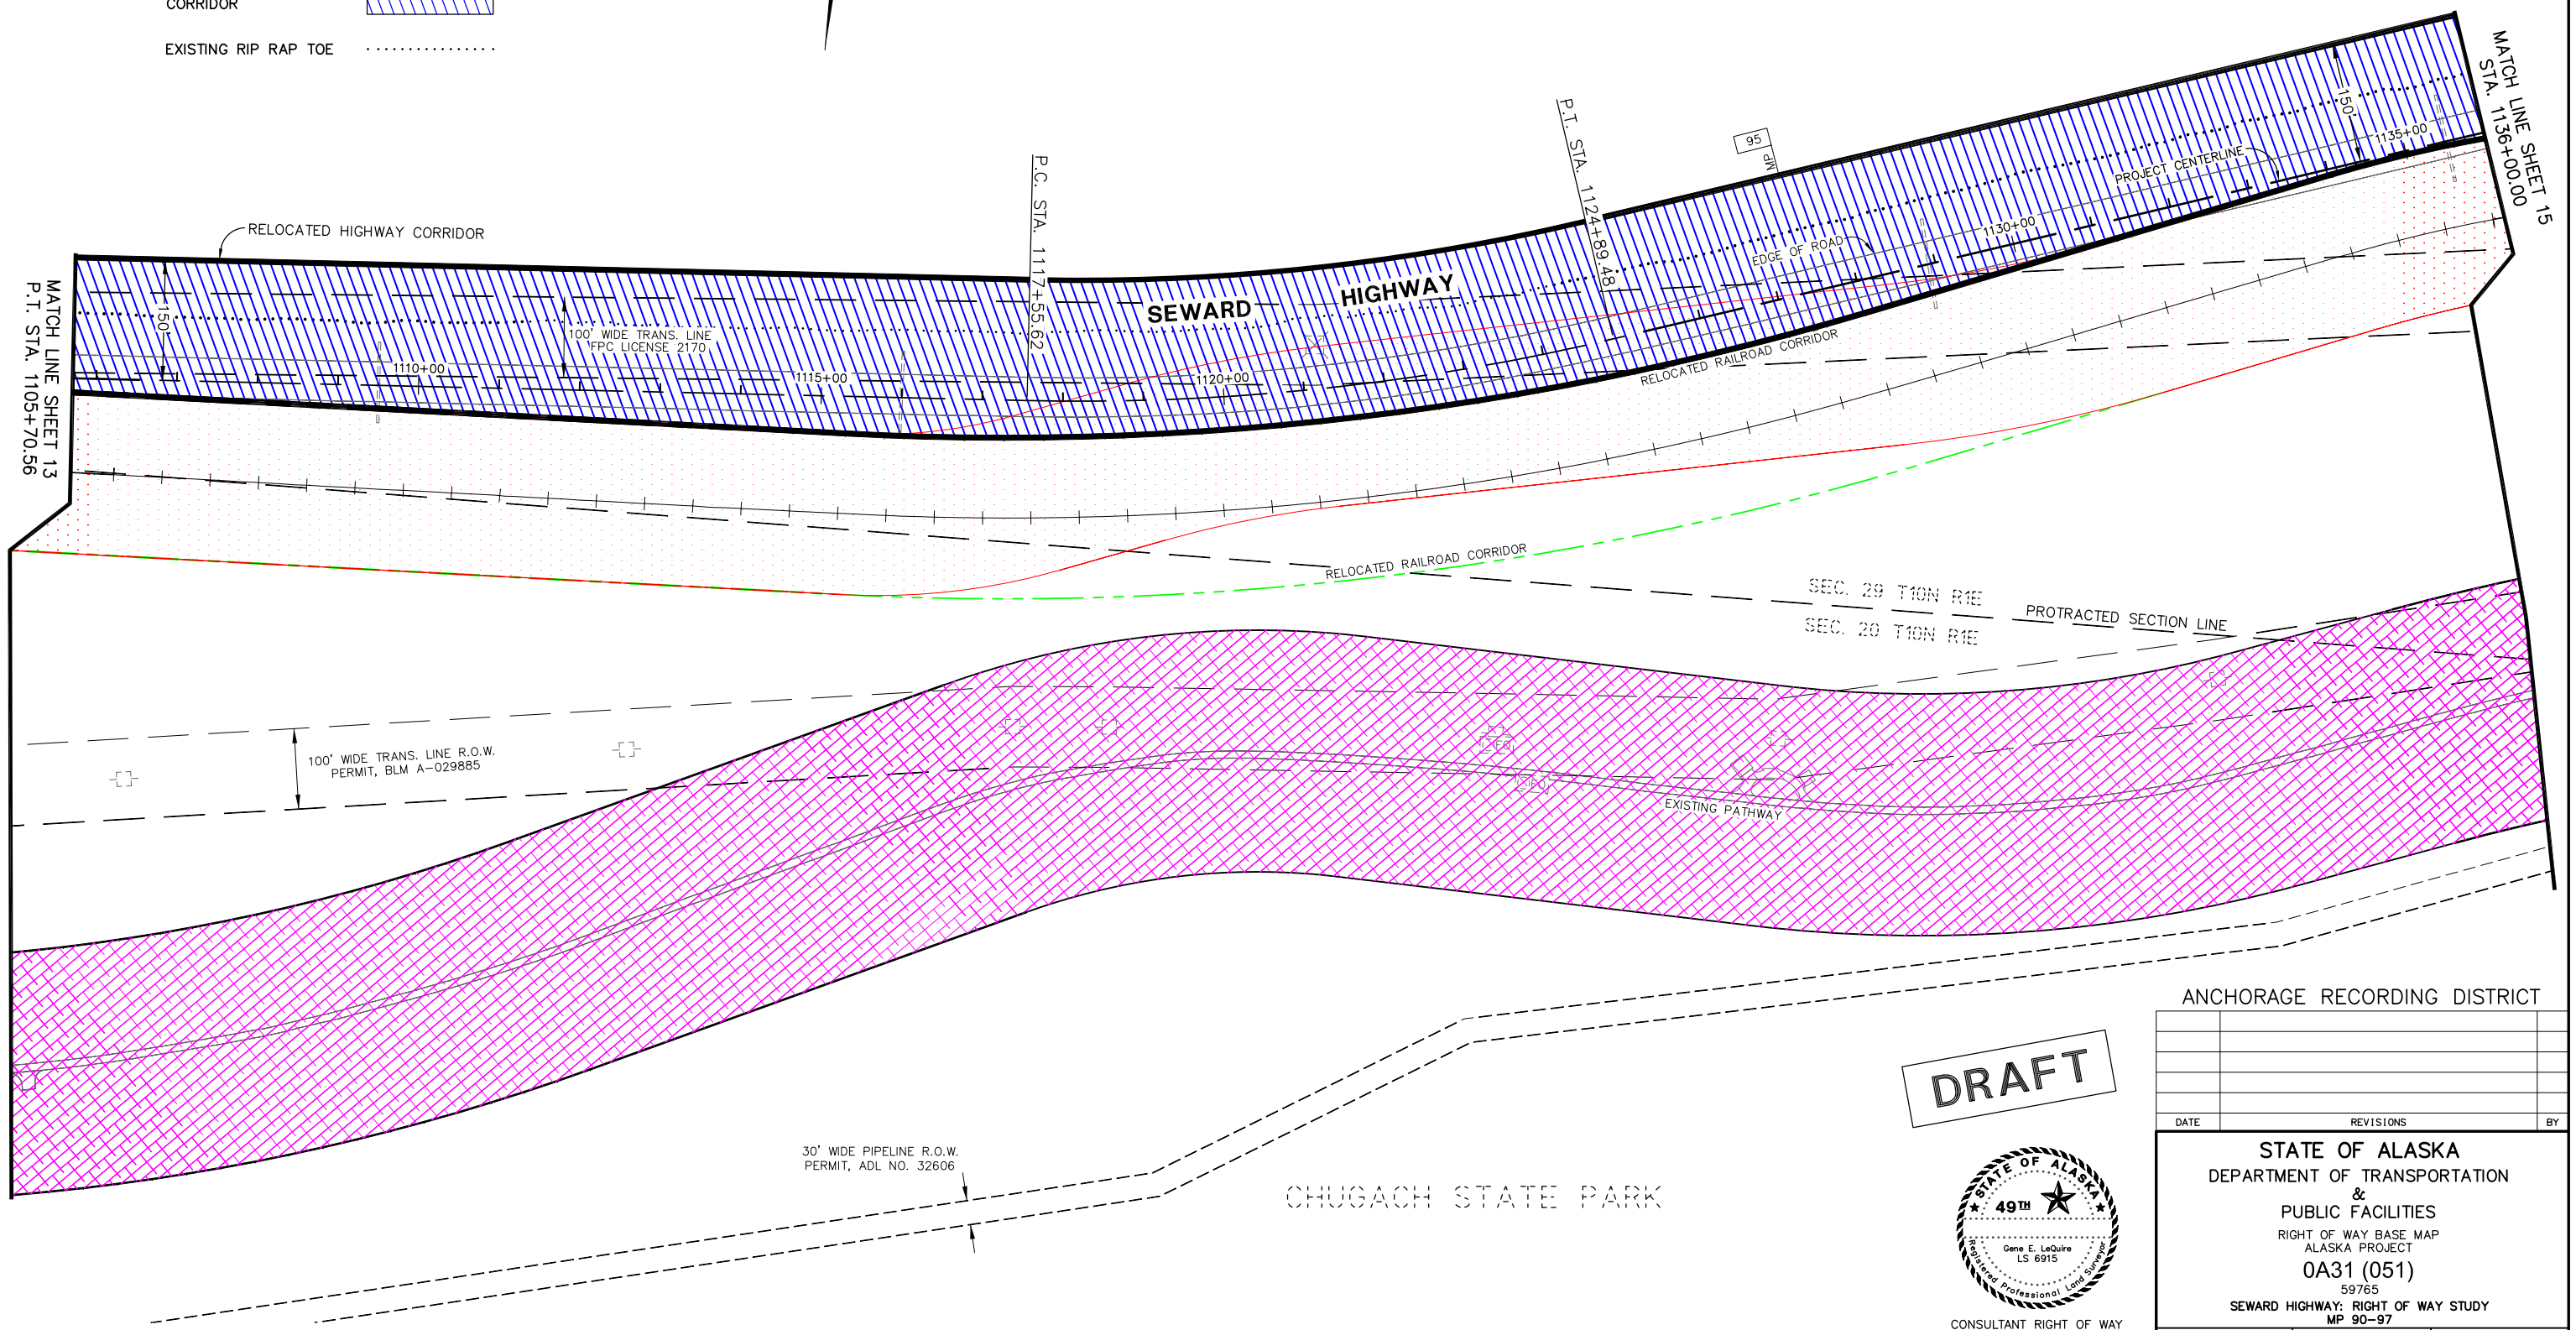 CORRIDOR
EXISTING RIP RAP TOE
MATCH LINE SHEET 13
P.T. STA. 1105+70.56
RELOCATED HIGHWAY CORRIDOR
150'
100' WIDE TRANS. LINE
FPC LICENSE 2170
1110+00
1115+00
P.C. STA. 1117+55.62
1120+00
SEWARD HIGHWAY
P.T. STA. 1124+89.48
95
MP
EDGE OF ROAD
1130+00
PROJECT CENTERLINE
150'
1135+00
MATCH LINE SHEET 15
STA. 1136+00.00
RELOCATED RAILROAD CORRIDOR
RELOCATED RAILROAD CORRIDOR
SEC. 29 T10N R1E
PROTRACTED SECTION LINE
SEC. 20 T10N R1E
100' WIDE TRANS. LINE R.O.W.
PERMIT, BLM A-029885
FO
FO
EXISTING PATHWAY
30' WIDE PIPELINE R.O.W.
PERMIT, ADL NO. 32606
CHUGACH STATE PARK
DRAFT
STATE OF ALASKA
49TH
Gene E. LeQuire
LS 6915
Registered Professional Land Surveyor
CONSULTANT RIGHT OF WAY
ANCHORAGE RECORDING DISTRICT
DATE REVISIONS BY
STATE OF ALASKA
DEPARTMENT OF TRANSPORTATION
&
PUBLIC FACILITIES
RIGHT OF WAY BASE MAP
ALASKA PROJECT
0A31 (051)
59765
SEWARD HIGHWAY: RIGHT OF WAY STUDY
MP 90-97